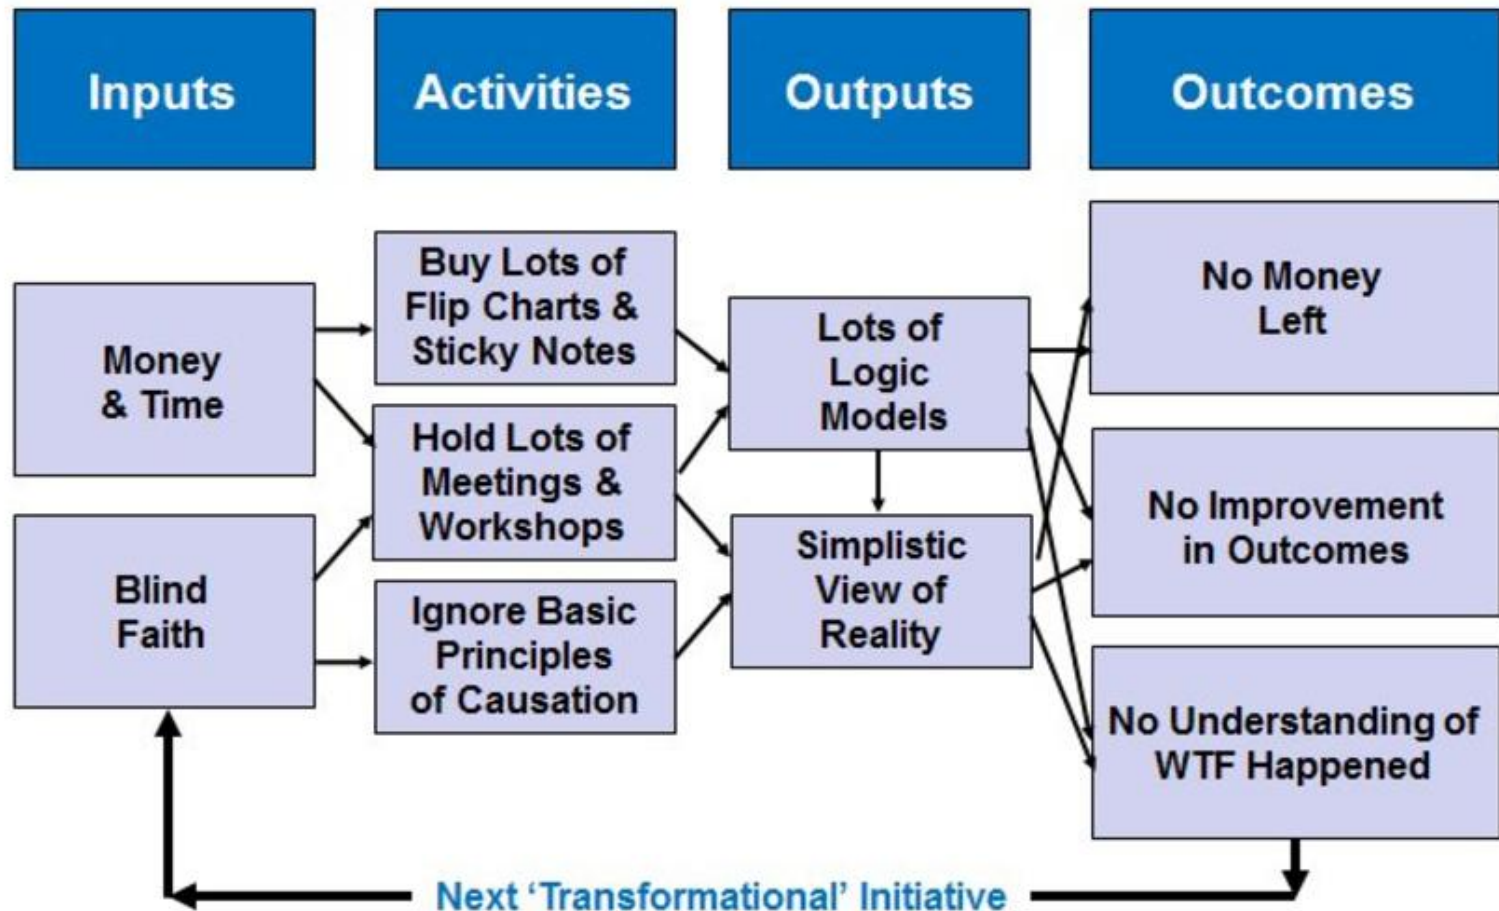 Inputs
Activities
Outputs
Outcomes
Money
& Time
Blind
Faith
Buy Lots of
Flip Charts &
Sticky Notes
Hold Lots of
Meetings &
Workshops
Ignore Basic
Principles
of Causation
Lots of
Logic
Models
Simplistic
View of
Reality
No Money
Left
No Improvement
in Outcomes
No Understanding of
WTF Happened
Next ‘Transformational’ Initiative